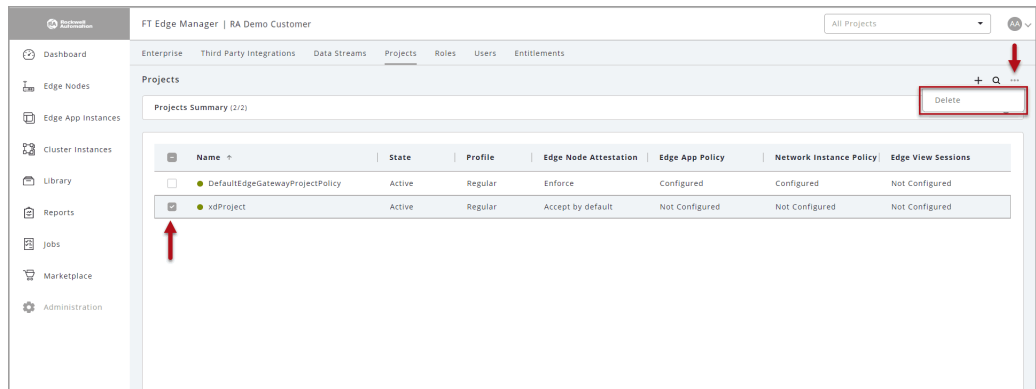 RA Rockwell Automation
FT Edge Manager | RA Demo Customer
All Projects
AA
Dashboard
Edge Nodes
Edge App Instances
Cluster Instances
Library
Reports
Jobs
Marketplace
Administration
Enterprise Third Party Integrations Data Streams Projects Roles Users Entitlements
Projects
Delete
Projects Summary (2/2)
Name ↑ State Profile Edge Node Attestation Edge App Policy Network Instance Policy Edge View Sessions
DefaultEdgeGatewayProjectPolicy Active Regular Enforce Configured Configured Not Configured
xdProject Active Regular Accept by default Not Configured Not Configured Not Configured